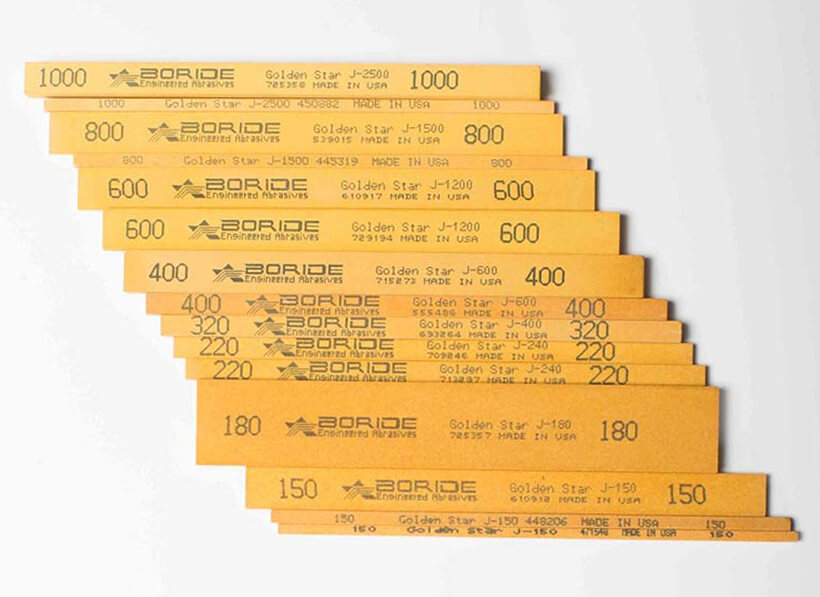 1000 BORIDE Engineered Abrasives Golden Star J-2500 705358 MADE IN USA 1000
1000 Golden Star J-2500 450882 MADE IN USA 1000
800 BORIDE Engineered Abrasives Golden Star J-1500 539015 MADE IN USA 800
800 Golden Star J-1500 445319 MADE IN USA 800
600 BORIDE Engineered Abrasives Golden Star J-1200 610917 MADE IN USA 600
600 BORIDE Engineered Abrasives Golden Star J-1200 729194 MADE IN USA 600
400 BORIDE Engineered Abrasives Golden Star J-600 715073 MADE IN USA 400
400 BORIDE Engineered Abrasives Golden Star J-600 555486 MADE IN USA 400
320 BORIDE Engineered Abrasives Golden Star J-400 MADE IN USA 320
220 BORIDE Engineered Abrasives Golden Star J-240 709046 MADE IN USA 220
220 BORIDE Engineered Abrasives Golden Star J-240 MADE IN USA 220
180 BORIDE Engineered Abrasives Golden Star J-180 705357 MADE IN USA 180
150 BORIDE Engineered Abrasives Golden Star J-150 610910 MADE IN USA 150
150 Golden Star J-150 448206 MADE IN USA 150
150 Golden Star J-150 MADE IN USA 150